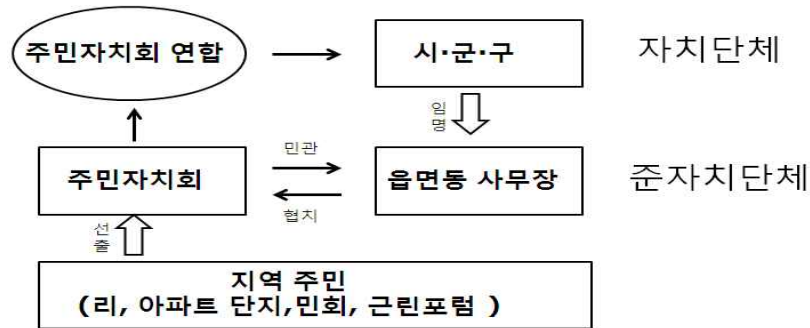 주민자치회 연합
시·군·구
자치단체
임명
주민자치회
민관
협치
읍면동 사무장
준자치단체
선출
지역 주민
(리, 아파트 단지,민회, 근린포럼 )